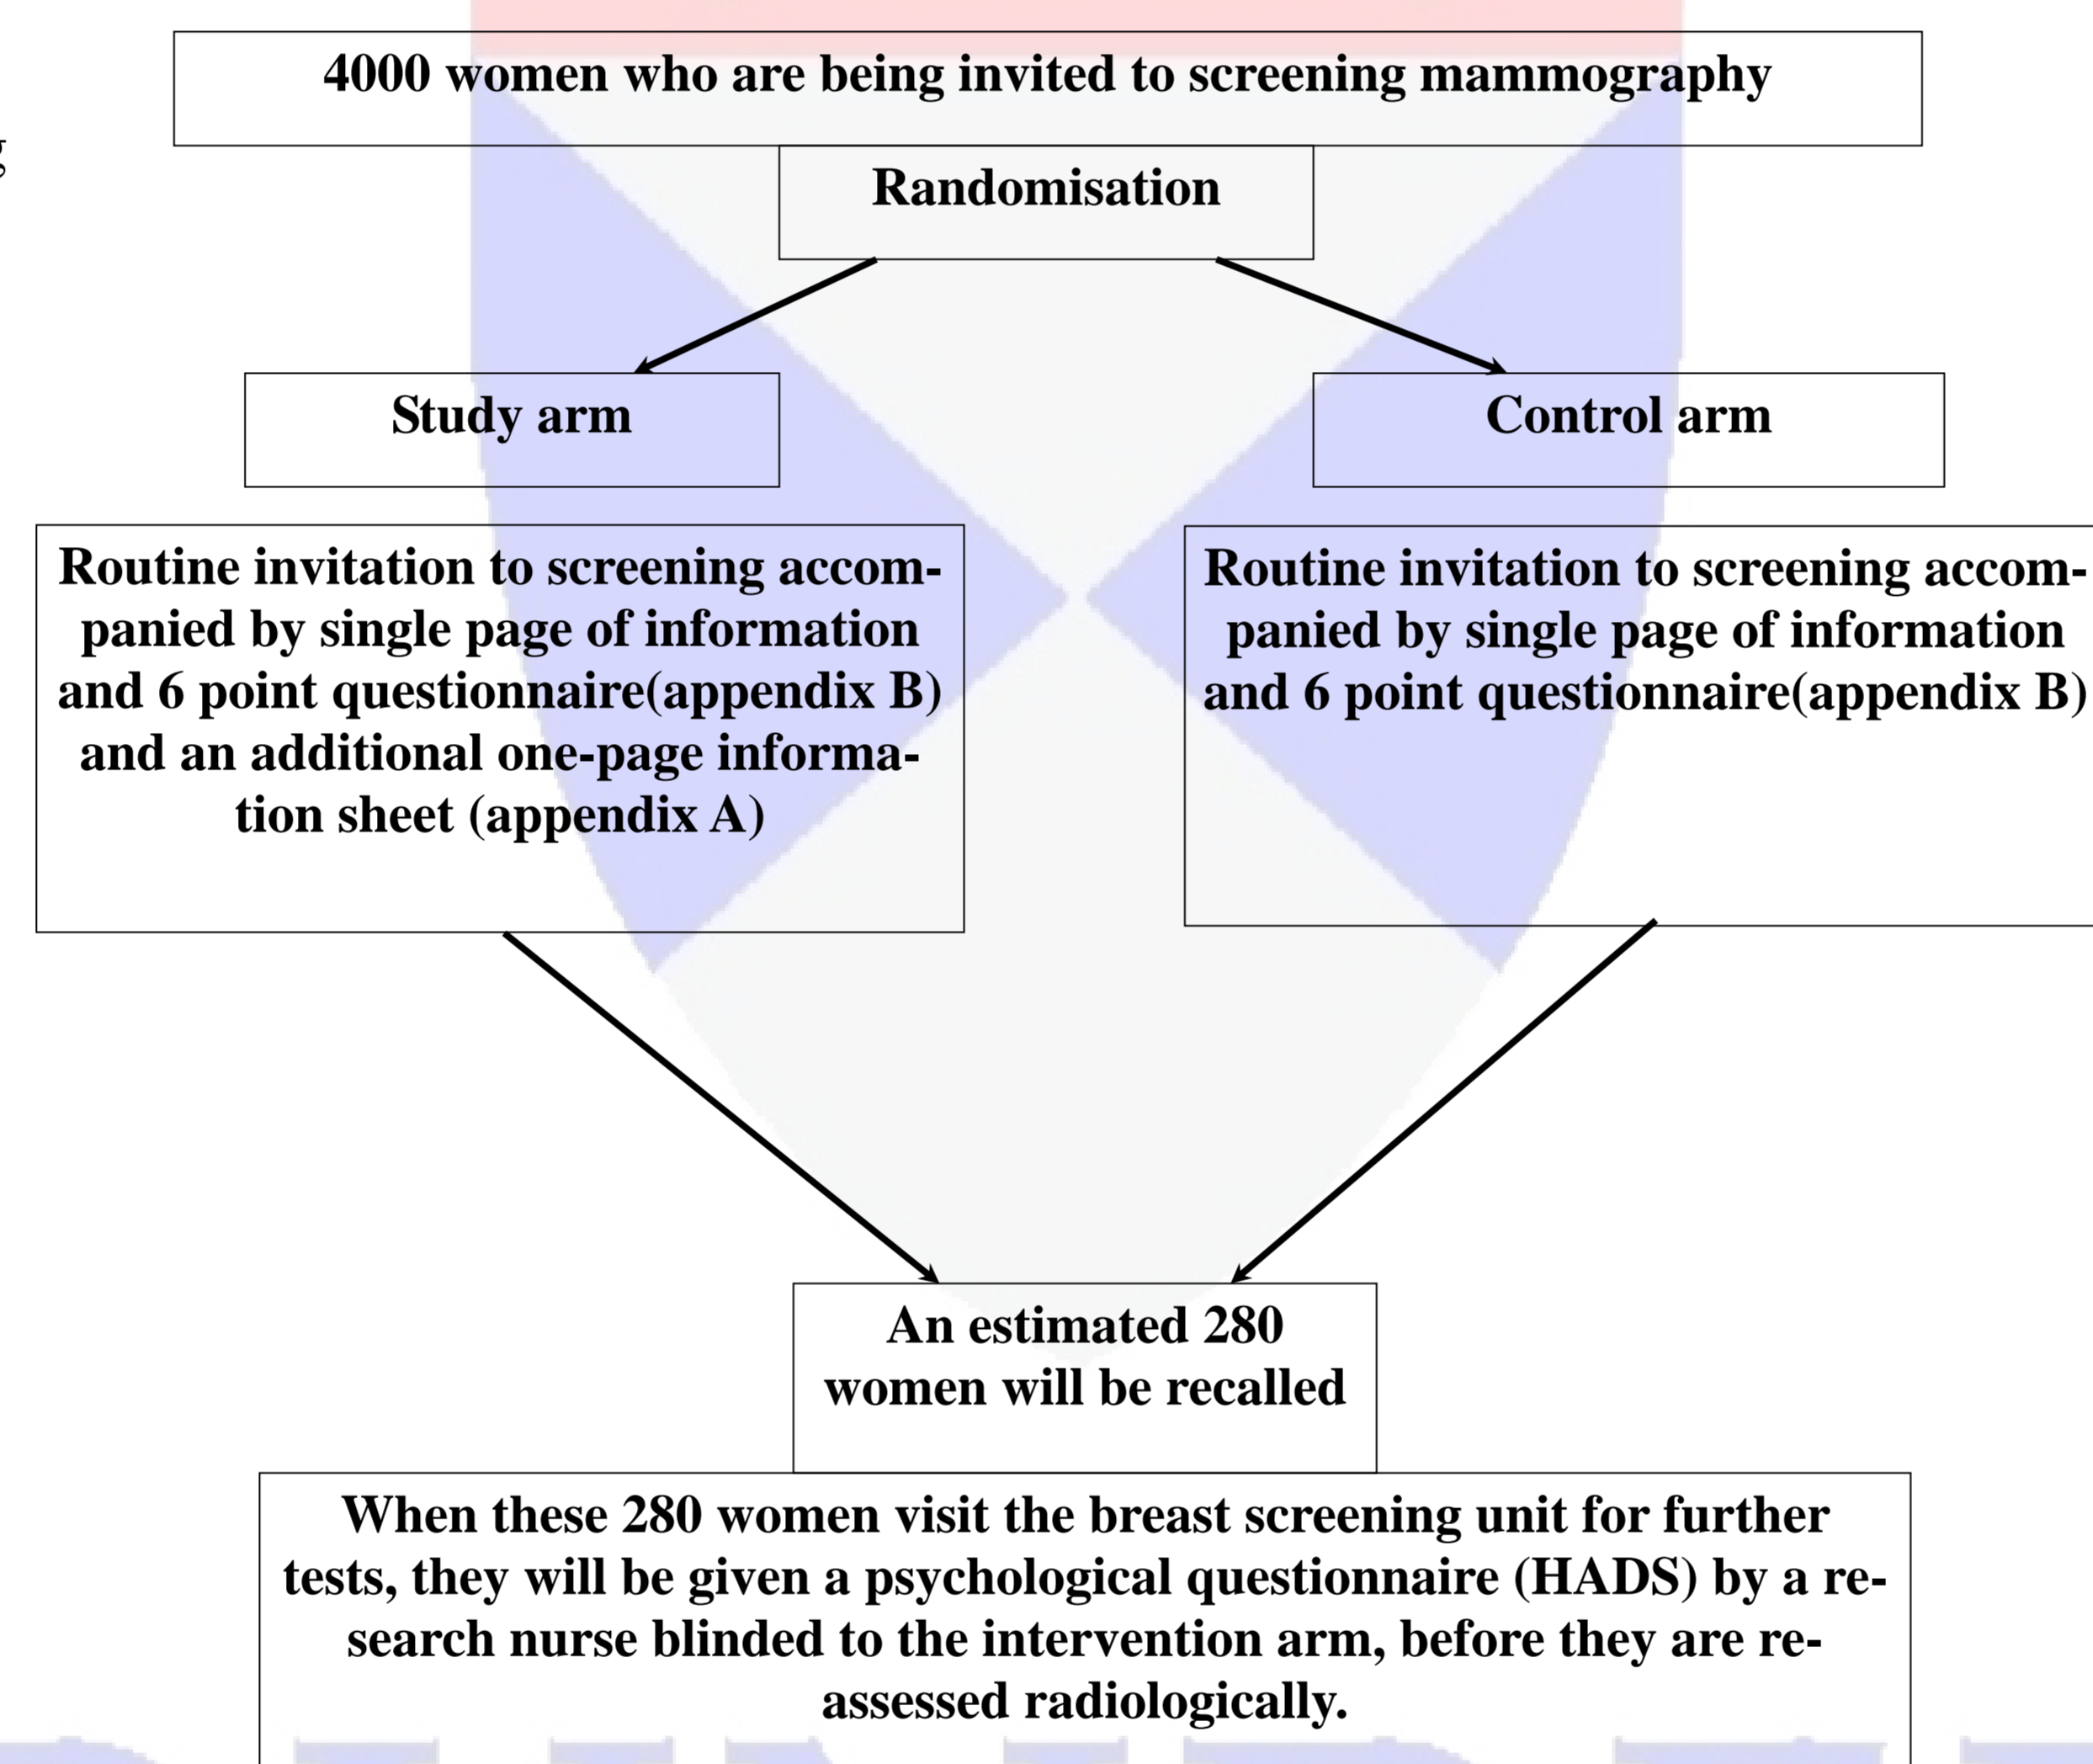 4000 women who are being invited to screening mammography
Randomisation
Study arm
Control arm
Routine invitation to screening accom-
panied by single page of information
and 6 point questionnaire(appendix B)
and an additional one-page informa-
tion sheet (appendix A)
Routine invitation to screening accom-
panied by single page of information
and 6 point questionnaire(appendix B)
An estimated 280
women will be recalled
When these 280 women visit the breast screening unit for further
tests, they will be given a psychological questionnaire (HADS) by a re-
search nurse blinded to the intervention arm, before they are re-
assessed radiologically.